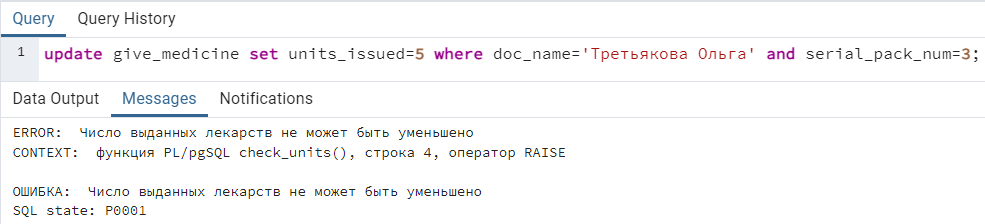 Query Query History
1 update give_medicine set units_issued=5 where doc_name='Третьякова Ольга' and serial_pack_num=3;
Data Output Messages Notifications
ERROR:  Число выданных лекарств не может быть уменьшено
CONTEXT:  функция PL/pgSQL check_units(), строка 4, оператор RAISE
ОШИБКА:  Число выданных лекарств не может быть уменьшено
SQL state: P0001